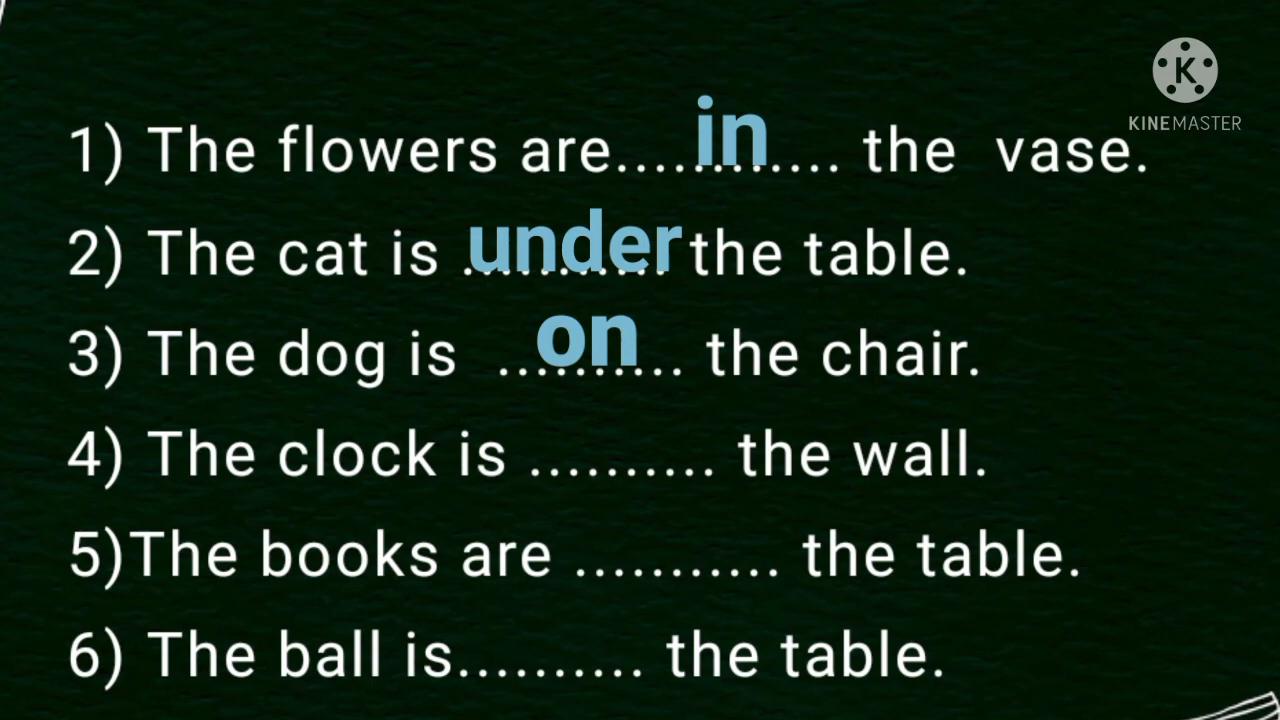 K
KINEMASTER
1) The flowers are....in........ the vase.
2) The cat is under the table.
3) The dog is ...on....... the chair.
4) The clock is .......... the wall.
5)The books are ........... the table.
6) The ball is.......... the table.